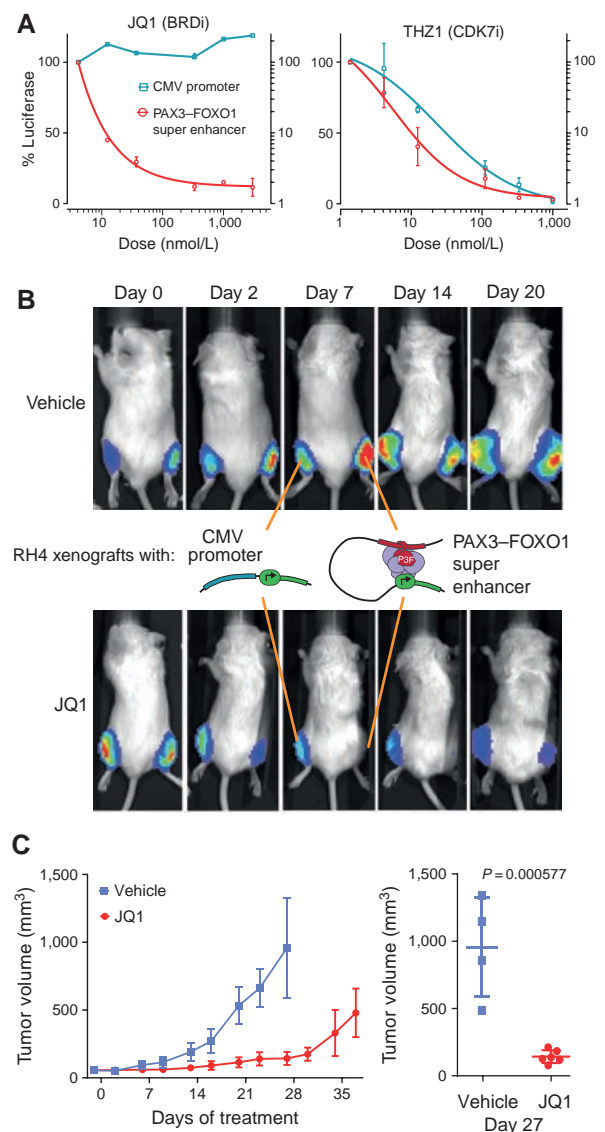 A
JQ1 (BRDi)
THZ1 (CDK7i)
% Luciferase
100
50
0
100
10
1
CMV promoter
PAX3–FOXO1
super enhancer
10
100
1,000
Dose (nmol/L)
100
50
0
100
10
1
1
10
100
1,000
Dose (nmol/L)
B
Day 0 Day 2 Day 7 Day 14 Day 20
Vehicle
RH4 xenografts with:
CMV
promoter
P3F
PAX3–FOXO1
super
enhancer
JQ1
C
Tumor volume (mm3)
1,500
1,000
500
0
Vehicle
JQ1
0 7 14 21 28 35
Days of treatment
Tumor volume (mm3)
1,500
1,000
500
0
P = 0.000577
Vehicle JQ1
Day 27